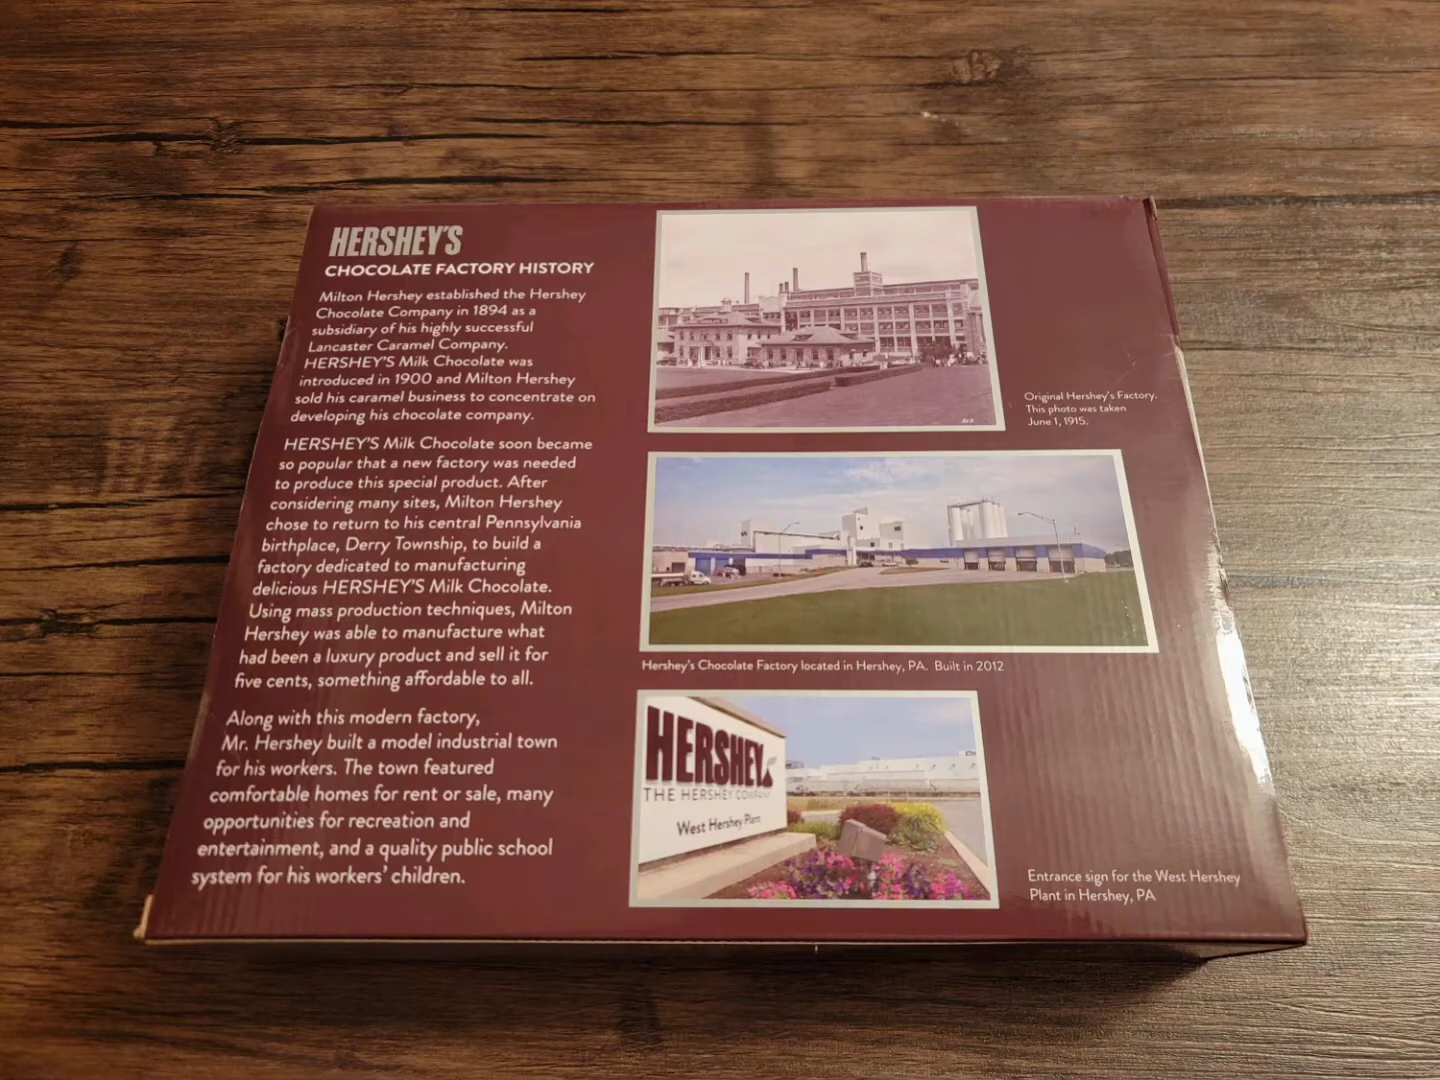 HERSHEY'S
CHOCOLATE FACTORY HISTORY
Milton Hershey established the Hershey
Chocolate Company in 1894 as a
subsidiary of his highly successful
Lancaster Caramel Company.
HERSHEY'S Milk Chocolate was
introduced in 1900 and Milton Hershey
sold his caramel business to concentrate on
developing his chocolate company.
HERSHEY'S Milk Chocolate soon became
so popular that a new factory was needed
to produce this special product. After
considering many sites, Milton Hershey
chose to return to his central Pennsylvania
birthplace, Derry Township, to build a
factory dedicated to manufacturing
delicious HERSHEY'S Milk Chocolate.
Using mass production techniques, Milton
Hershey was able to manufacture what
had been a luxury product and sell it for
five cents, something affordable to all.
Along with this modern factory,
Mr. Hershey built a model industrial town
for his workers. The town featured
comfortable homes for rent or sale, many
opportunities for recreation and
entertainment, and a quality public school
system for his workers' children.
Original Hershey's Factory.
This photo was taken
June 1, 1915.
Hershey's Chocolate Factory located in Hershey, PA. Built in 2012
HERSHEY
THE HERSHEY COMPANY
West Hershey Plant
Entrance sign for the West Hershey
Plant in Hershey, PA